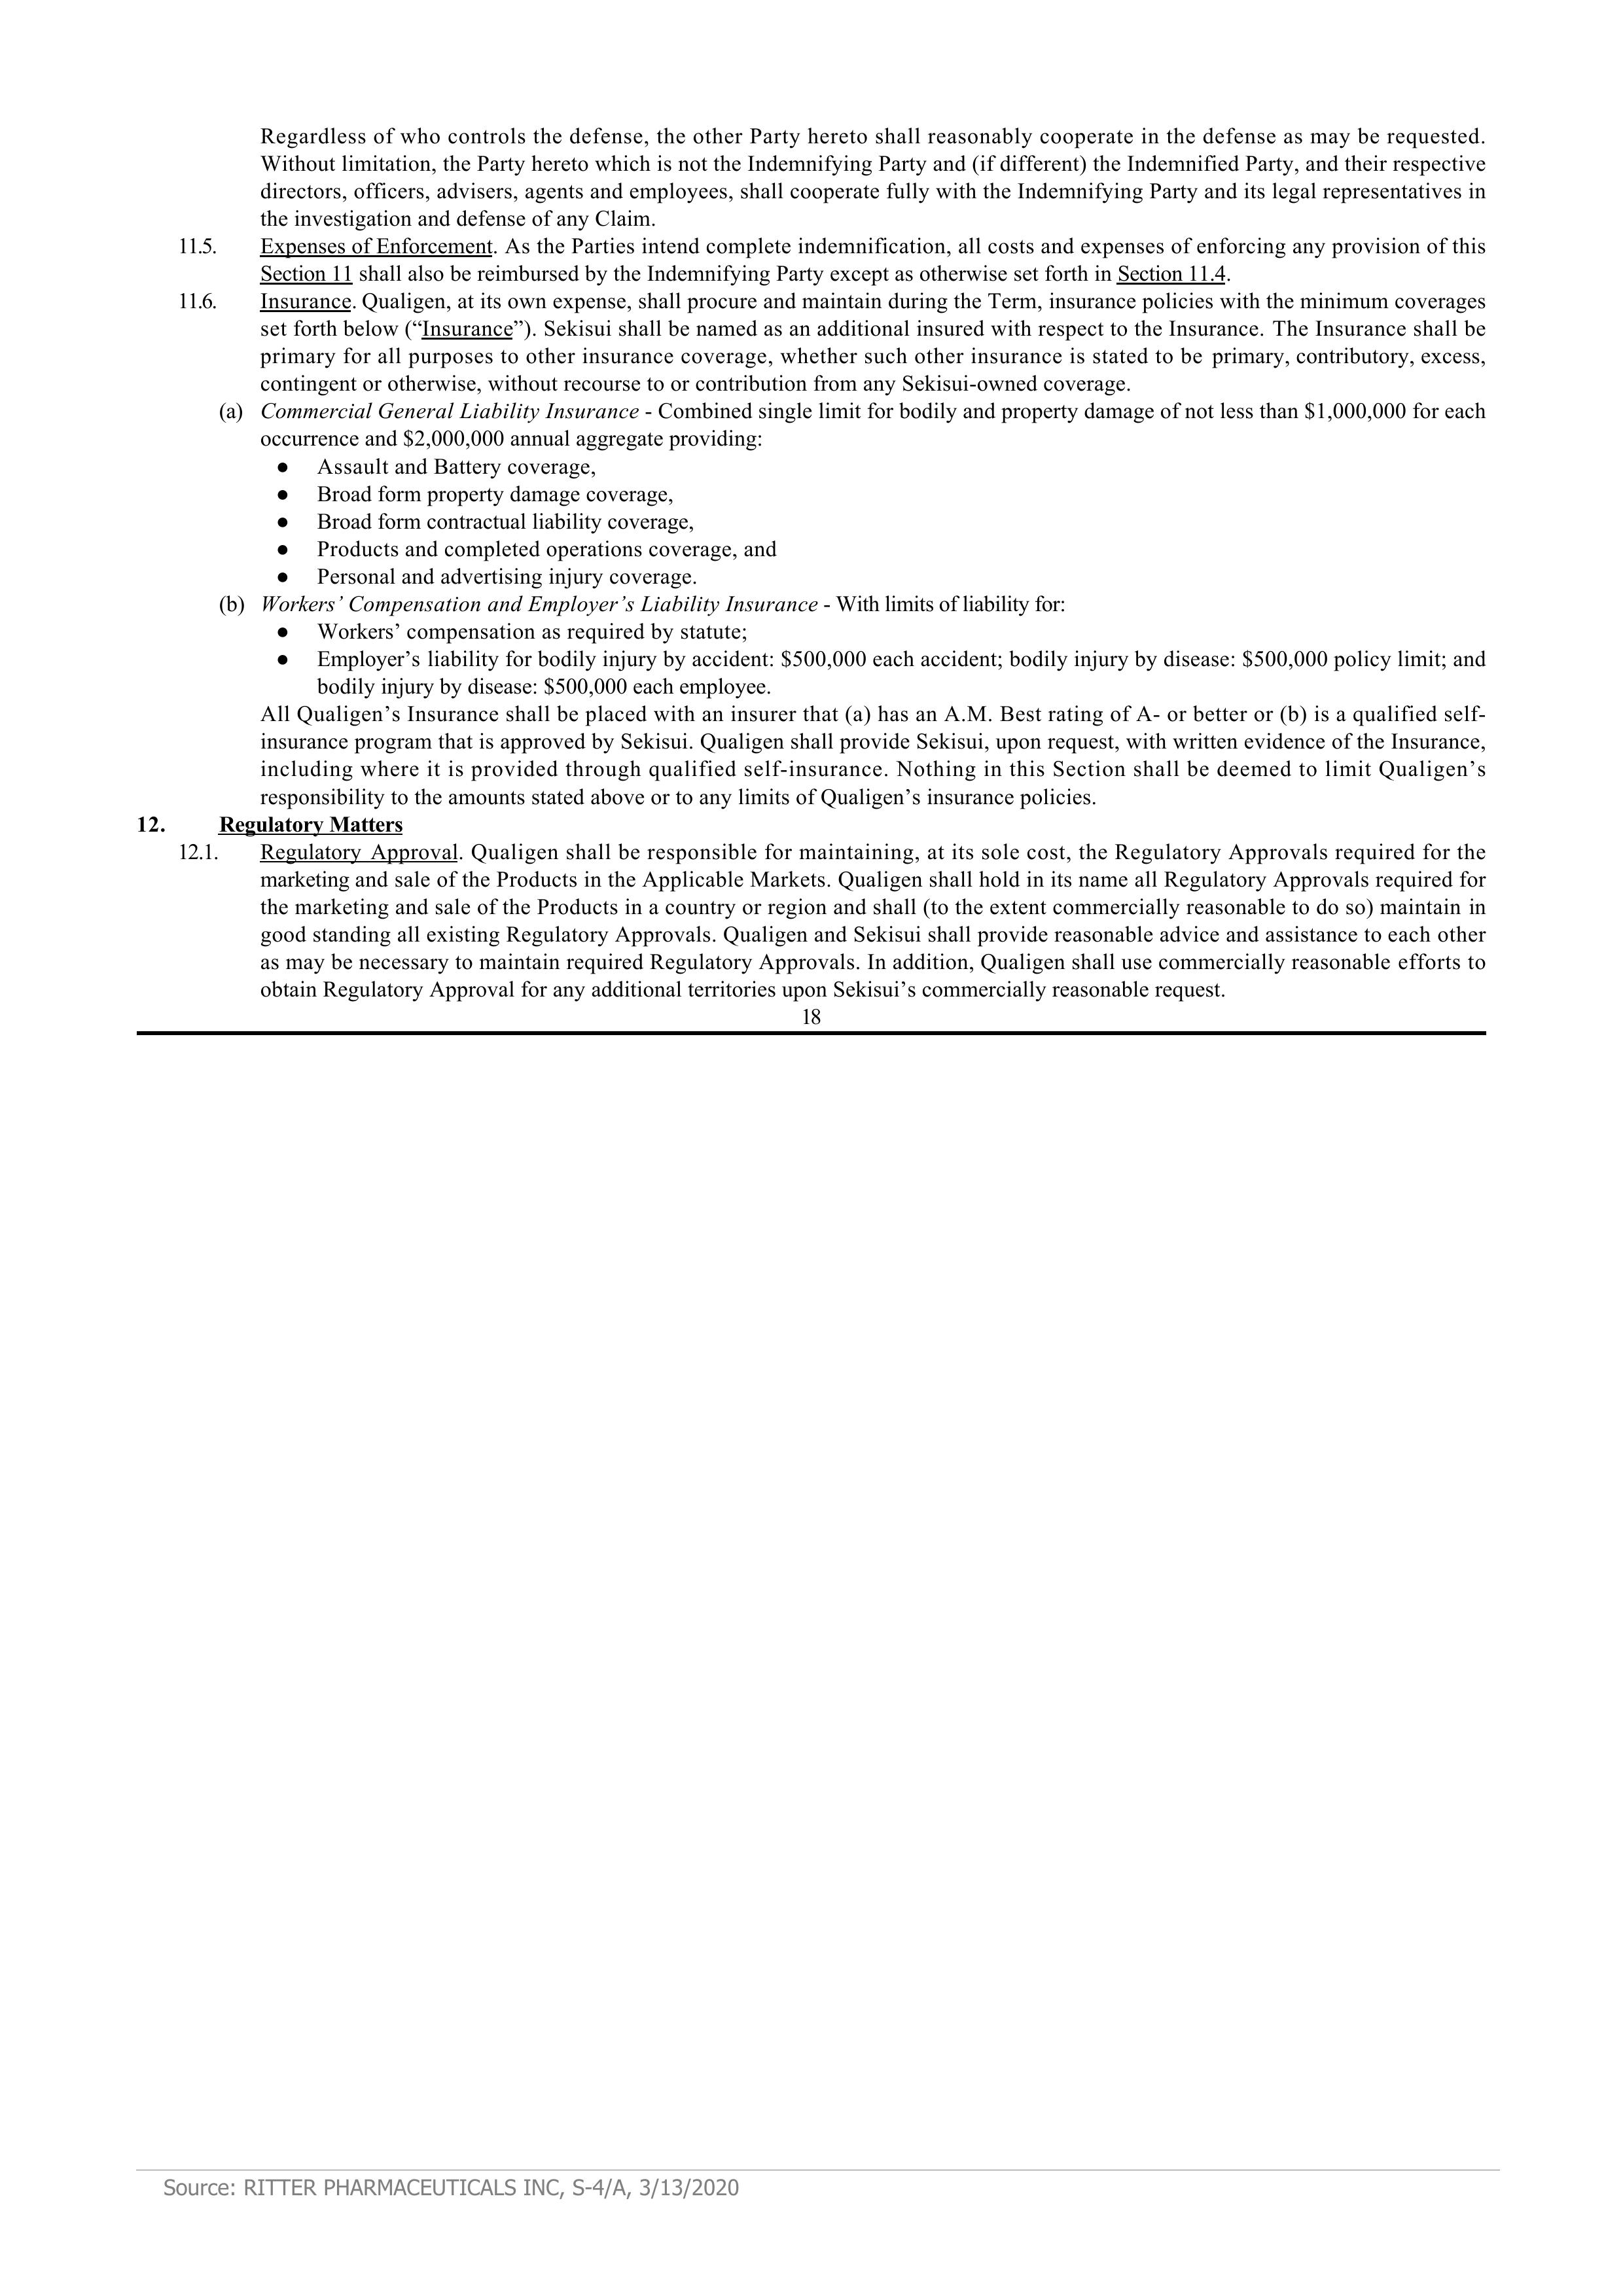 Regardless of who controls the defense, the other Party hereto shall reasonably cooperate in the defense as may be requested.
Without limitation, the Party hereto which is not the Indemnifying Party and (if different) the Indemnified Party, and their respective
directors, officers, advisers, agents and employees, shall cooperate fully with the Indemnifying Party and its legal representatives in
the investigation and defense of any Claim.
11.5. Expenses of Enforcement. As the Parties intend complete indemnification, all costs and expenses of enforcing any provision of this
Section 11 shall also be reimbursed by the Indemnifying Party except as otherwise set forth in Section 11.4.
11.6. Insurance. Qualigen, at its own expense, shall procure and maintain during the Term, insurance policies with the minimum coverages
set forth below (“Insurance”). Sekisui shall be named as an additional insured with respect to the Insurance. The Insurance shall be
primary for all purposes to other insurance coverage, whether such other insurance is stated to be primary, contributory, excess,
contingent or otherwise, without recourse to or contribution from any Sekisui-owned coverage.
(a) Commercial General Liability Insurance - Combined single limit for bodily and property damage of not less than $1,000,000 for each
occurrence and $2,000,000 annual aggregate providing:
● Assault and Battery coverage,
● Broad form property damage coverage,
● Broad form contractual liability coverage,
● Products and completed operations coverage, and
● Personal and advertising injury coverage.
(b) Workers’ Compensation and Employer’s Liability Insurance - With limits of liability for:
● Workers’ compensation as required by statute;
● Employer’s liability for bodily injury by accident: $500,000 each accident; bodily injury by disease: $500,000 policy limit; and
bodily injury by disease: $500,000 each employee.
All Qualigen’s Insurance shall be placed with an insurer that (a) has an A.M. Best rating of A- or better or (b) is a qualified self-
insurance program that is approved by Sekisui. Qualigen shall provide Sekisui, upon request, with written evidence of the Insurance,
including where it is provided through qualified self-insurance. Nothing in this Section shall be deemed to limit Qualigen’s
responsibility to the amounts stated above or to any limits of Qualigen’s insurance policies.
12. Regulatory Matters
12.1. Regulatory Approval. Qualigen shall be responsible for maintaining, at its sole cost, the Regulatory Approvals required for the
marketing and sale of the Products in the Applicable Markets. Qualigen shall hold in its name all Regulatory Approvals required for
the marketing and sale of the Products in a country or region and shall (to the extent commercially reasonable to do so) maintain in
good standing all existing Regulatory Approvals. Qualigen and Sekisui shall provide reasonable advice and assistance to each other
as may be necessary to maintain required Regulatory Approvals. In addition, Qualigen shall use commercially reasonable efforts to
obtain Regulatory Approval for any additional territories upon Sekisui’s commercially reasonable request.
18
Source: RITTER PHARMACEUTICALS INC, S-4/A, 3/13/2020